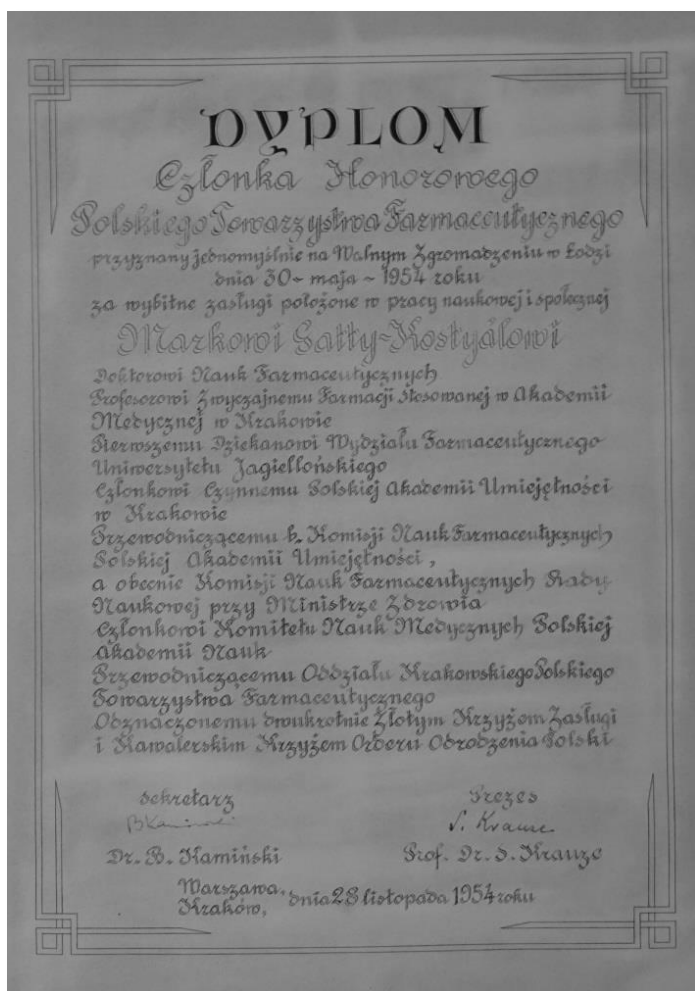 DYPLOM
Członka Honorowego
Polskiego Towarzystwa Farmaceutycznego
przyznany jednomyślnie na Walnym Zgromadzeniu w Łodzi
dnia 30 - maja - 1954 roku
za wybitne zasługi położone w pracy naukowej i społecznej
Markowi Gatty-Kostyálowi
Doktorowi Nauk Farmaceutycznych
Profesorowi Zwyczajnemu Farmacji Stosowanej w Akademii
Medycznej w Krakowie
Pierwszemu Dziekanowi Wydziału Farmaceutycznego
Uniwersytetu Jagiellońskiego
Członkowi Czynnemu Polskiej Akademii Umiejętności
w Krakowie
Przewodniczącemu b. Komisji Nauk Farmaceutycznych
Polskiej Akademii Umiejętności,
a obecnie Komisji Nauk Farmaceutycznych Rady
Naukowej przy Ministrze Zdrowia
Członkowi Komitetu Nauk Medycznych Polskiej
Akademii Nauk
Przewodniczącemu Oddziału Krakowskiego Polskiego
Towarzystwa Farmaceutycznego
Odznaczonemu dwukrotnie Złotym Krzyżem Zasługi
i Kawalerskim Krzyżem Orderu Odrodzenia Polski
Sekretarz Prezes
B Kamiński S. Krauze
Dr. B. Kamiński Prof. Dr. S. Krauze
Warszawa,
Kraków, dnia 28 listopada 1954 roku